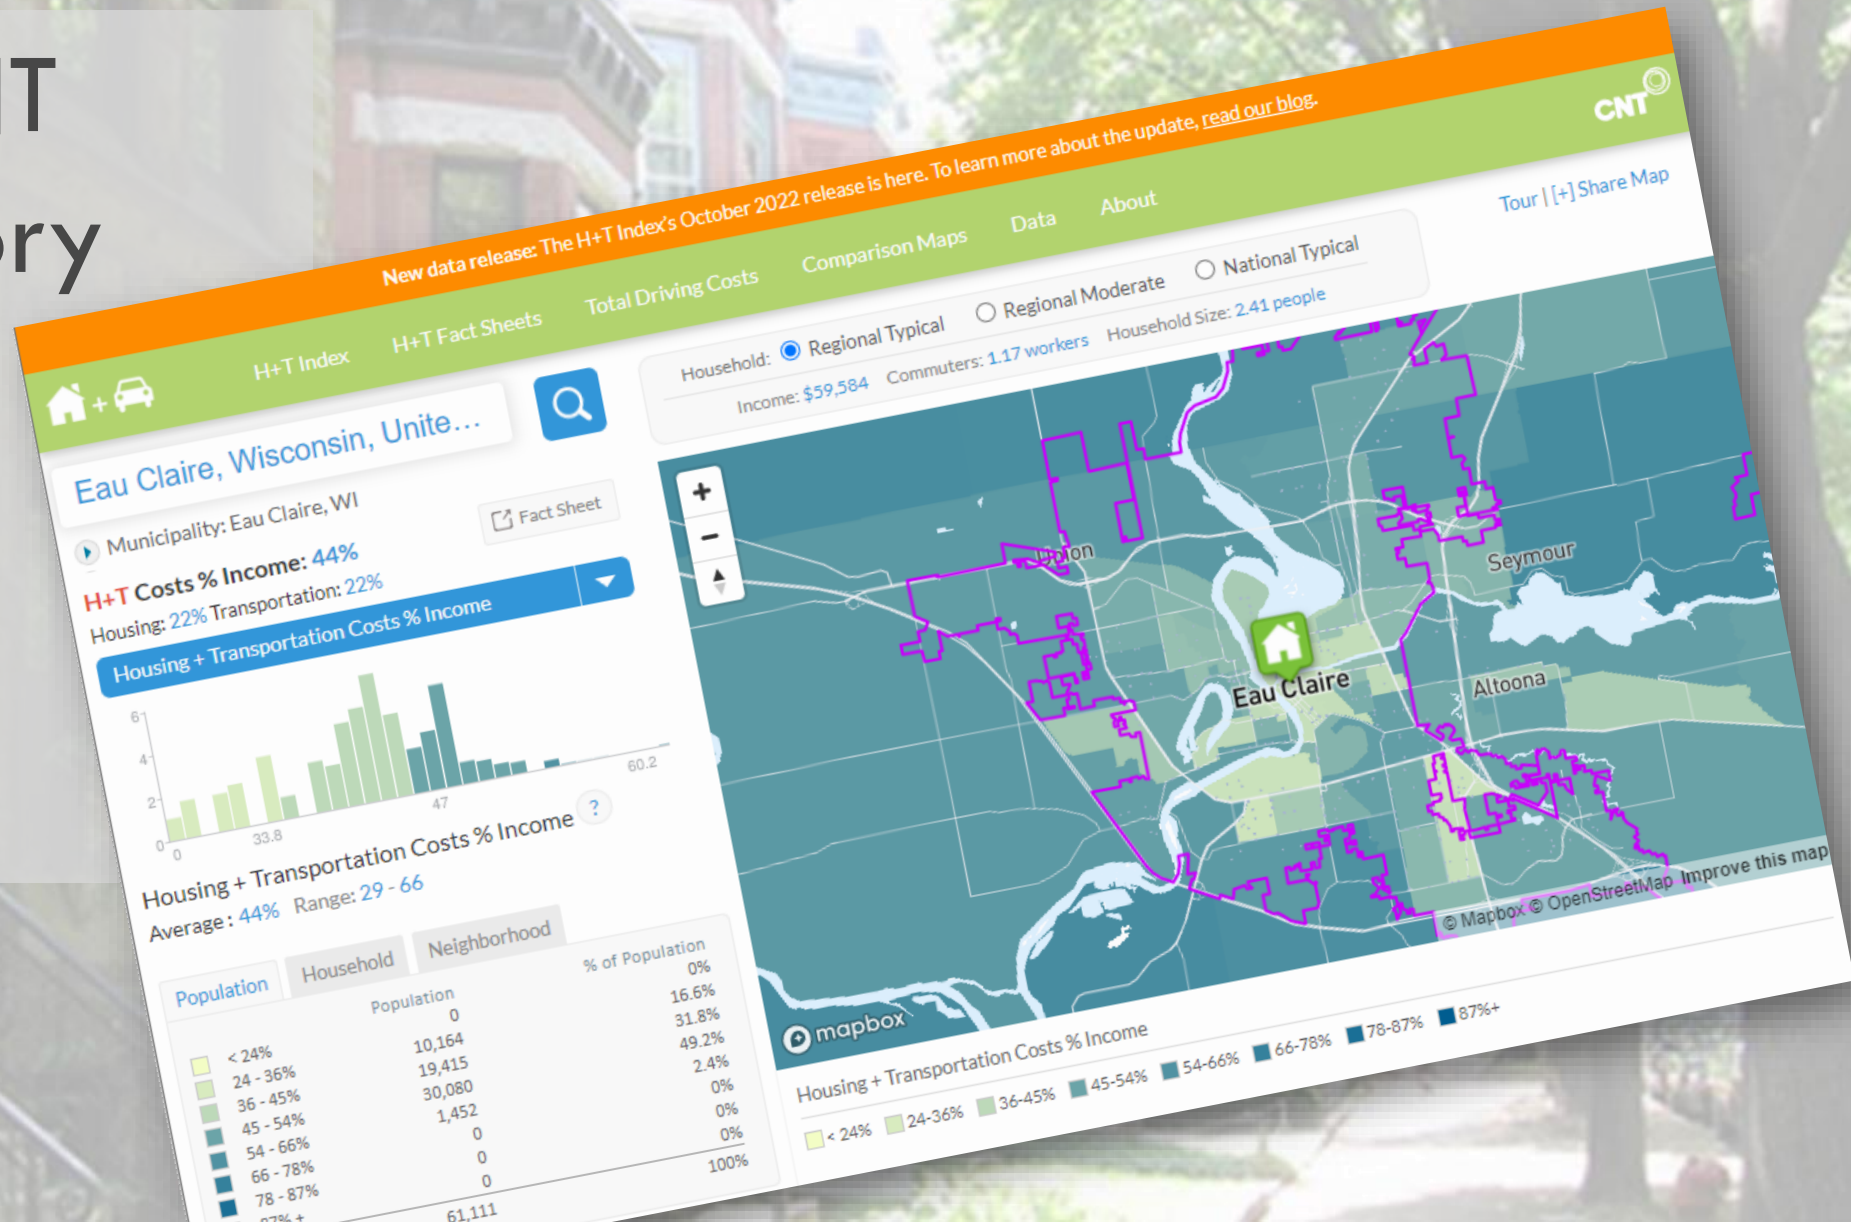 New data release: The H+T Index's October 2022 release is here. To learn more about the update, read our blog.
CNT
H+T Index
H+T Fact Sheets
Total Driving Costs
Comparison Maps
Data
About
Tour | [+] Share Map
Eau Claire, Wisconsin, Unite...
Household: Regional Typical Regional Moderate National Typical
Income: $59,584 Commuters: 1.17 workers Household Size: 2.41 people
Municipality: Eau Claire, WI
Fact Sheet
H+T Costs % Income: 44%
Housing: 22% Transportation: 22%
Housing + Transportation Costs % Income
6
4
2
0
0
33.8
47
60.2
Housing + Transportation Costs % Income ?
Average : 44% Range: 29 - 66
Population Household Neighborhood
Population % of Population
< 24% 0 0%
24 - 36% 10,164 16.6%
36 - 45% 19,415 31.8%
45 - 54% 30,080 49.2%
54 - 66% 1,452 2.4%
66 - 78% 0 0%
78 - 87% 0 0%
87% + 0 0%
61,111 100%
+
−
Union
Seymour
Eau Claire
Altoona
mapbox
© Mapbox © OpenStreetMap Improve this map
Housing + Transportation Costs % Income
< 24% 24-36% 36-45% 45-54% 54-66% 66-78% 78-87% 87%+